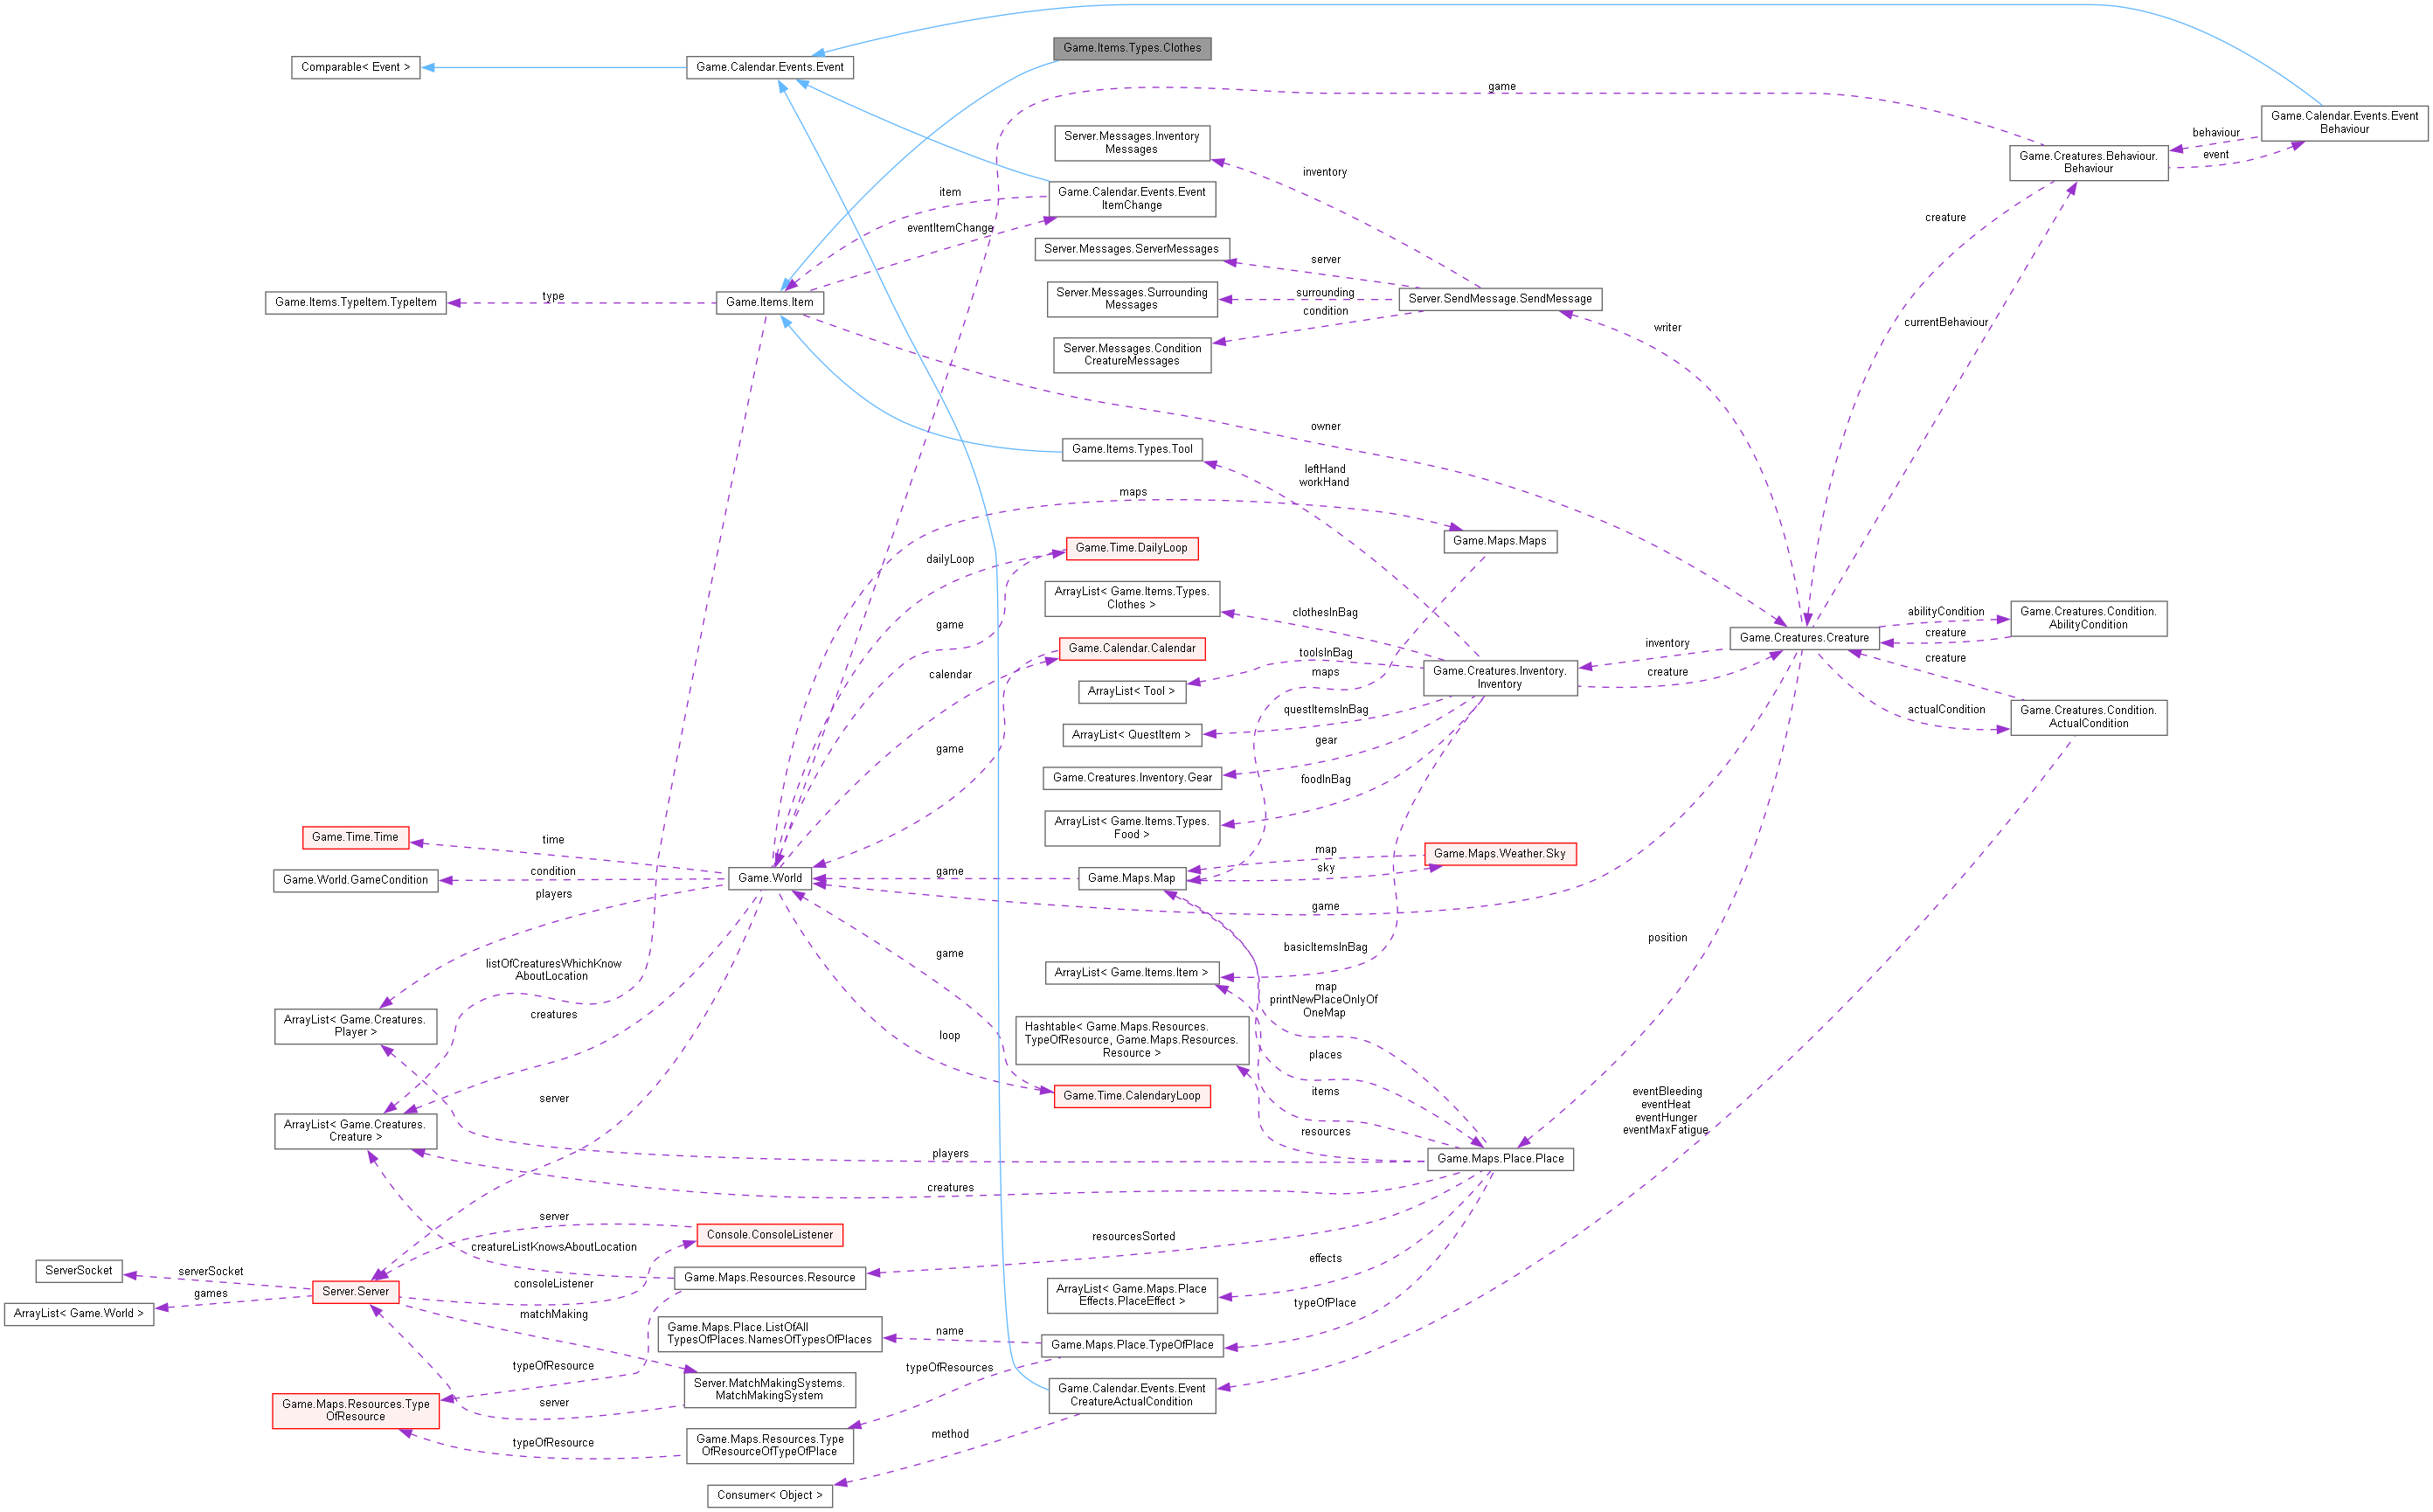 Game.Items.Types.Clothes
Comparable< Event >
Game.Calendar.Events.Event
game
Game.Calendar.Events.Event
Behaviour
behaviour
event
Game.Creatures.Behaviour.
Behaviour
Server.Messages.Inventory
Messages
inventory
item
Game.Calendar.Events.Event
ItemChange
eventItemChange
creature
Server.Messages.ServerMessages
server
Game.Items.TypeItem.TypeItem
type
Game.Items.Item
Server.Messages.Surrounding
Messages
surrounding
condition
Server.SendMessage.SendMessage
writer
currentBehaviour
Server.Messages.Condition
CreatureMessages
owner
Game.Items.Types.Tool
leftHand
workHand
maps
Game.Maps.Maps
dailyLoop
Game.Time.DailyLoop
ArrayList< Game.Items.Types.
Clothes >
clothesInBag
game
abilityCondition
Game.Creatures.Condition.
AbilityCondition
creature
Game.Creatures.Creature
inventory
Game.Calendar.Calendar
toolsInBag
calendar
maps
Game.Creatures.Inventory.
Inventory
creature
creature
ArrayList< Tool >
questItemsInBag
actualCondition
Game.Creatures.Condition.
ActualCondition
ArrayList< QuestItem >
gear
game
Game.Creatures.Inventory.Gear
foodInBag
ArrayList< Game.Items.Types.
Food >
Game.Time.Time
time
map
Game.Maps.Weather.Sky
Game.World.GameCondition
condition
Game.World
game
Game.Maps.Map
sky
players
game
position
basicItemsInBag
game
listOfCreaturesWhichKnow
AboutLocation
ArrayList< Game.Items.Item >
map
printNewPlaceOnlyOf
OneMap
ArrayList< Game.Creatures.
Player >
creatures
loop
Hashtable< Game.Maps.Resources.
TypeOfResource, Game.Maps.Resources.
Resource >
places
server
Game.Time.CalendaryLoop
items
eventBleeding
eventHeat
eventHunger
eventMaxFatigue
ArrayList< Game.Creatures.
Creature >
resources
players
Game.Maps.Place.Place
creatures
server
Console.ConsoleListener
resourcesSorted
creatureListKnowsAboutLocation
effects
ServerSocket
serverSocket
Game.Maps.Resources.Resource
consoleListener
Server.Server
games
ArrayList< Game.World >
ArrayList< Game.Maps.Place
Effects.PlaceEffect >
typeOfPlace
matchMaking
Game.Maps.Place.ListOfAll
TypesOfPlaces.NamesOfTypesOfPlaces
name
Game.Maps.Place.TypeOfPlace
typeOfResource
typeOfResources
Server.MatchMakingSystems.
MatchMakingSystem
Game.Calendar.Events.Event
CreatureActualCondition
Game.Maps.Resources.Type
OfResource
server
typeOfResource
Game.Maps.Resources.Type
OfResourceOfTypeOfPlace
method
Consumer< Object >